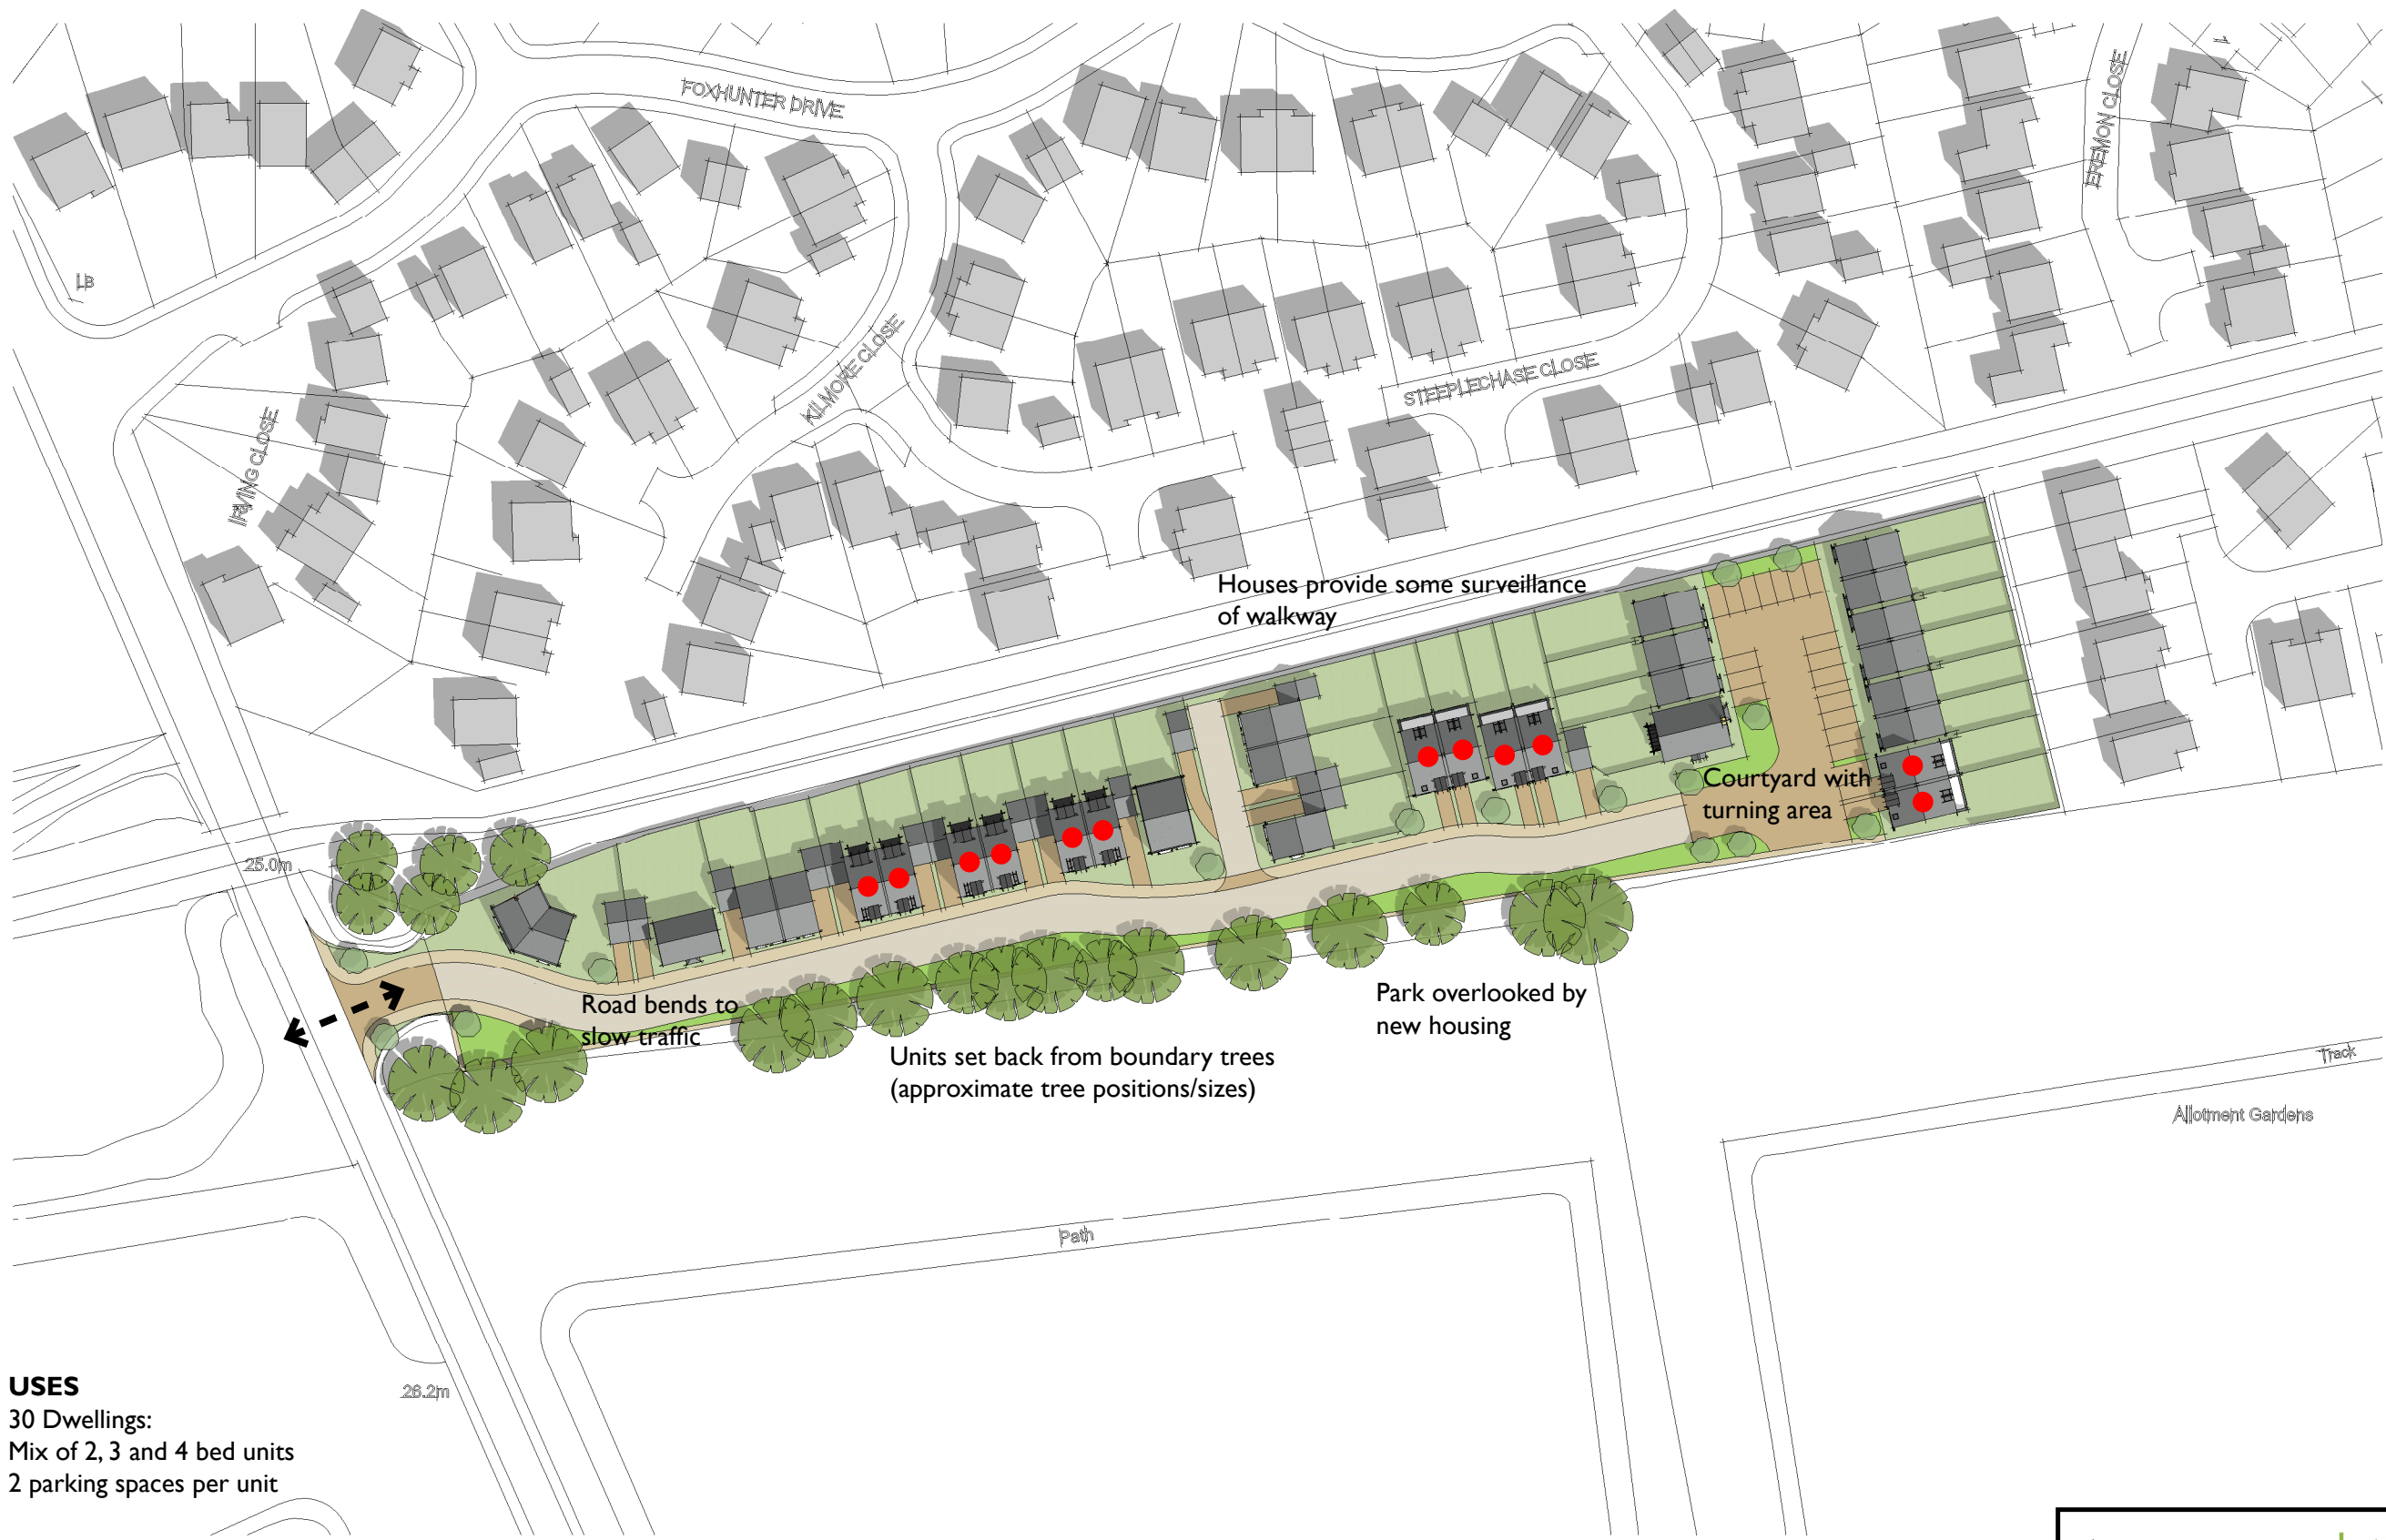 FOXHUNTER DRIVE
EREMON CLOSE
LB
KILMORE CLOSE
STEEPLECHASE CLOSE
IRVING CLOSE
Houses provide some surveillance
of walkway
Courtyard with
turning area
25.0m
Road bends to
slow traffic
Park overlooked by
new housing
Units set back from boundary trees
(approximate tree positions/sizes)
Track
Allotment Gardens
Path
USES
30 Dwellings:
Mix of 2, 3 and 4 bed units
2 parking spaces per unit
26.2m